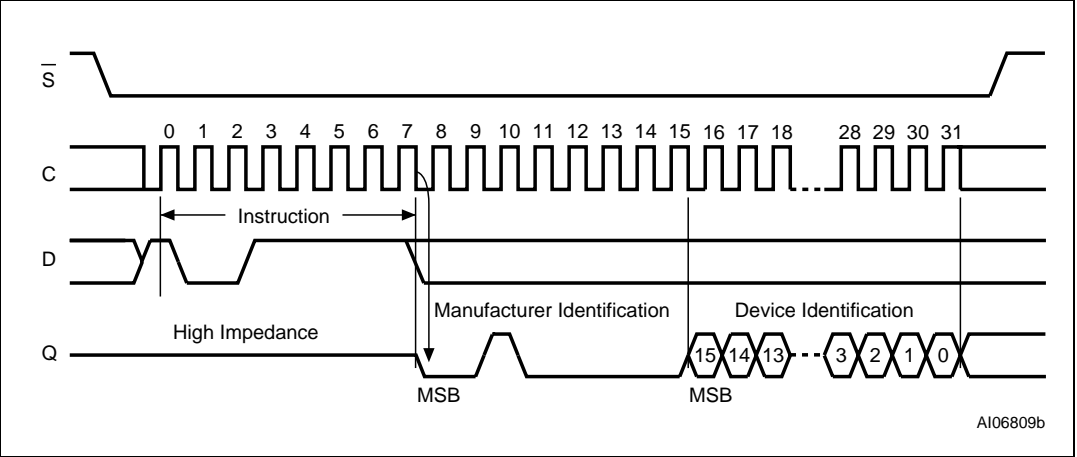 S̅
0 1 2 3 4 5 6 7 8 9 10 11 12 13 14 15 16 17 18 28 29 30 31
C
Instruction
D
Manufacturer Identification Device Identification
High Impedance
Q 15 14 13 3 2 1 0
MSB MSB
AI06809b